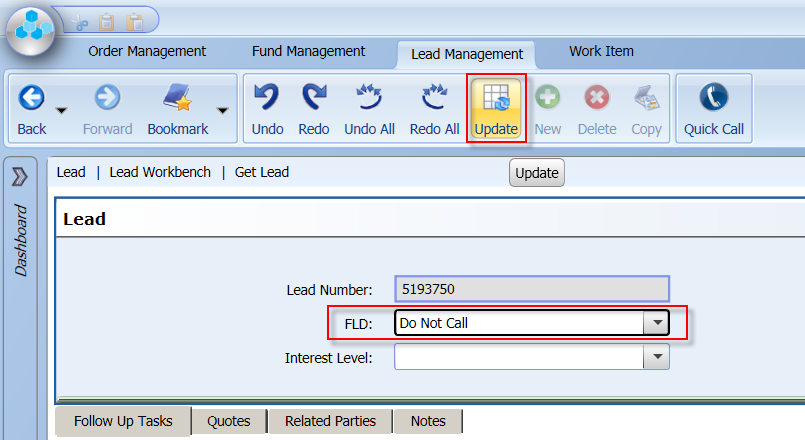 Order Management Fund Management Lead Management Work Item
Back Forward Bookmark Undo Redo Undo All Redo All Update New Delete Copy Quick Call
Lead | Lead Workbench | Get Lead Update
Dashboard
Lead
Lead Number: 5193750
FLD: Do Not Call
Interest Level:
Follow Up Tasks Quotes Related Parties Notes